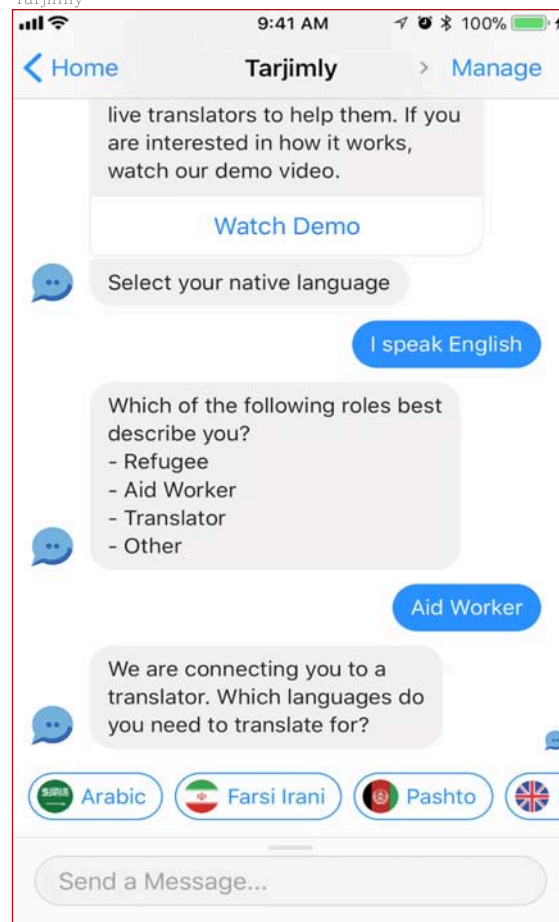 Tarjimly
9:41 AM
100%
Home
Tarjimly
Manage
live translators to help them. If you
are interested in how it works,
watch our demo video.
Watch Demo
Select your native language
I speak English
Which of the following roles best
describe you?
- Refugee
- Aid Worker
- Translator
- Other
Aid Worker
We are connecting you to a
translator. Which languages do
you need to translate for?
Arabic
Farsi Irani
Pashto
Send a Message...